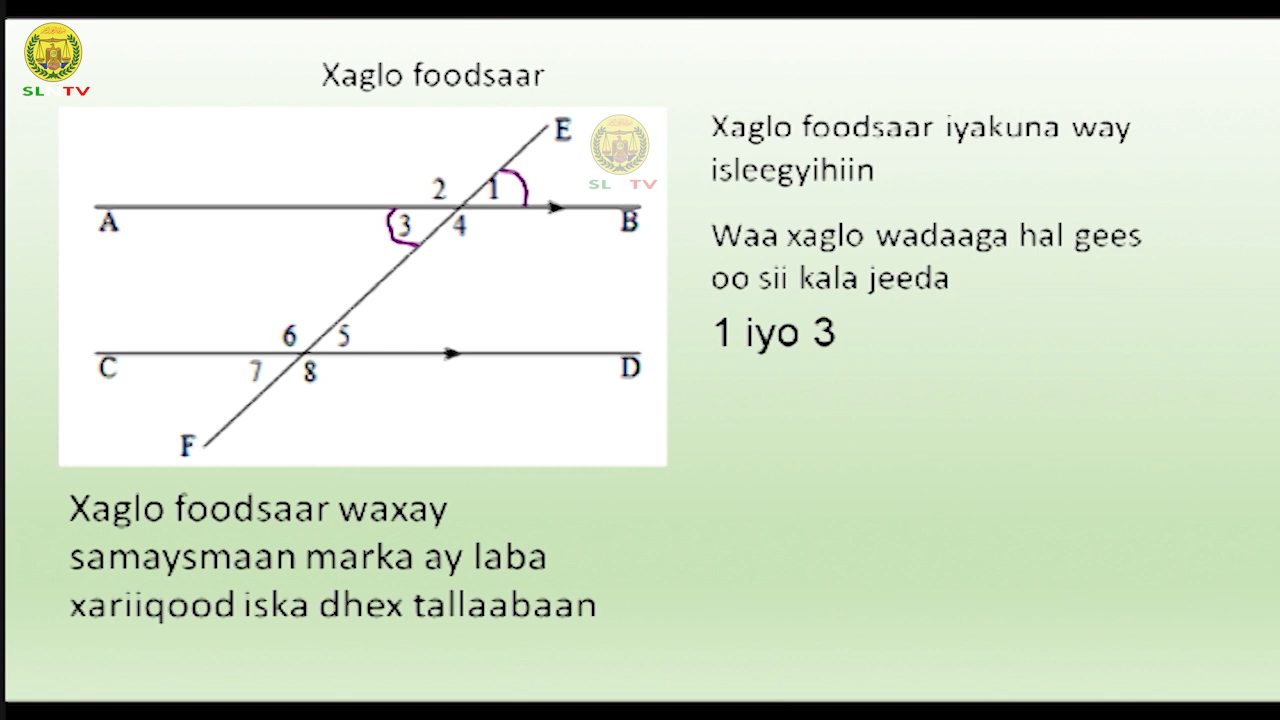 SLNTV
Xaglo foodsaar
E
SL TV
2 1
A 3 4 B
6 5
C 7 8 D
F
Xaglo foodsaar iyakuna way
isleegyihiin
Waa xaglo wadaaga hal gees
oo sii kala jeeda
1 iyo 3
Xaglo foodsaar waxay
samaysmaan marka ay laba
xariiqood iska dhex tallaabaan